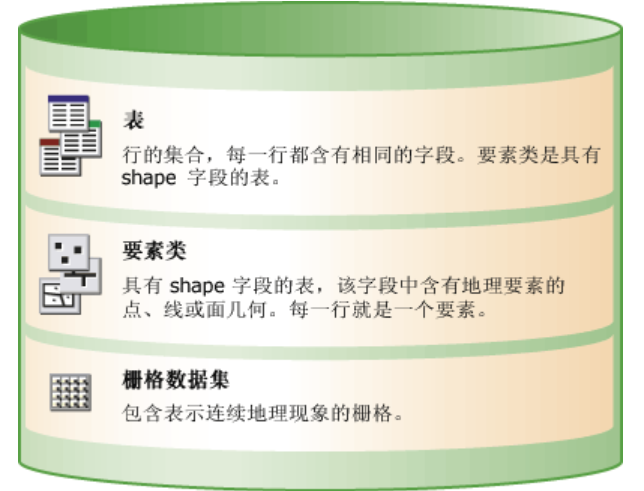 表
行的集合，每一行都含有相同的字段。要素类是具有
shape 字段的表。
要素类
具有 shape 字段的表，该字段中含有地理要素的
点、线或面几何。每一行就是一个要素。
栅格数据集
包含表示连续地理现象的栅格。